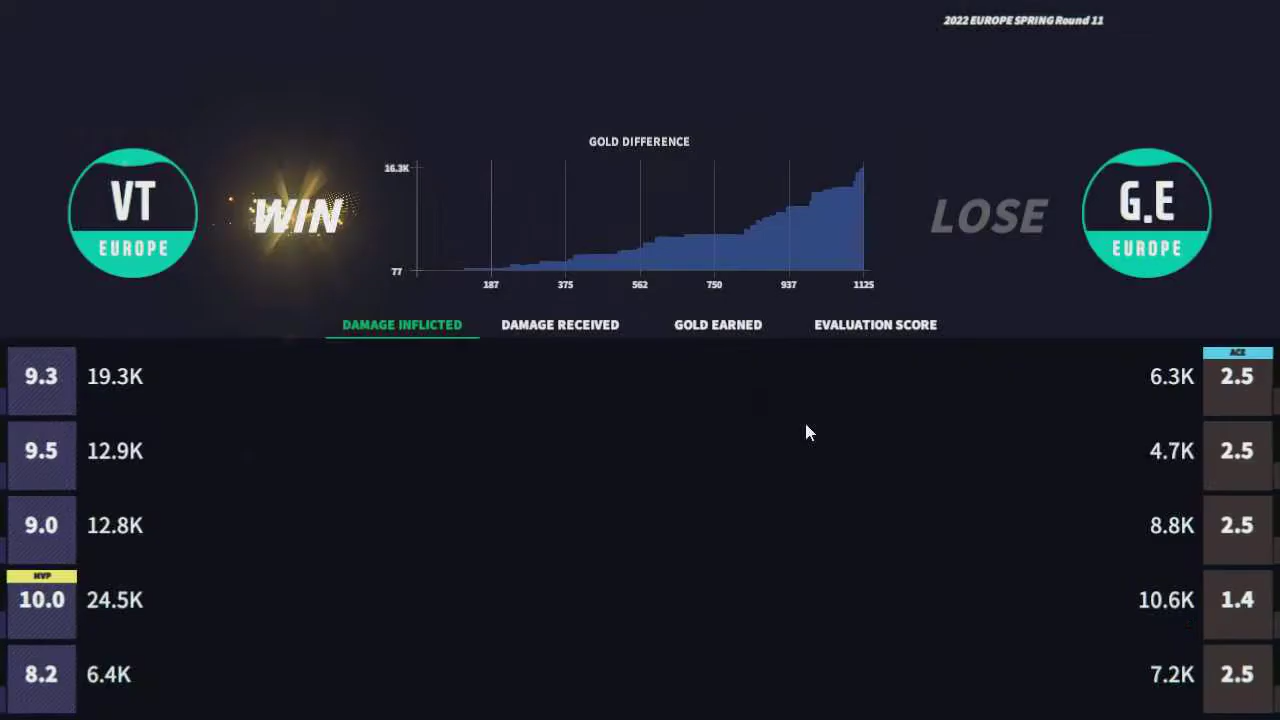 2022 EUROPE SPRING Round 11
GOLD DIFFERENCE
16.3K
77
187 375 562 750 937 1125
VT
EUROPE
WIN
LOSE
G.E
EUROPE
DAMAGE INFLICTED DAMAGE RECEIVED GOLD EARNED EVALUATION SCORE
ACE
9.3 19.3K 6.3K 2.5
9.5 12.9K 4.7K 2.5
9.0 12.8K 8.8K 2.5
MVP
10.0 24.5K 10.6K 1.4
8.2 6.4K 7.2K 2.5